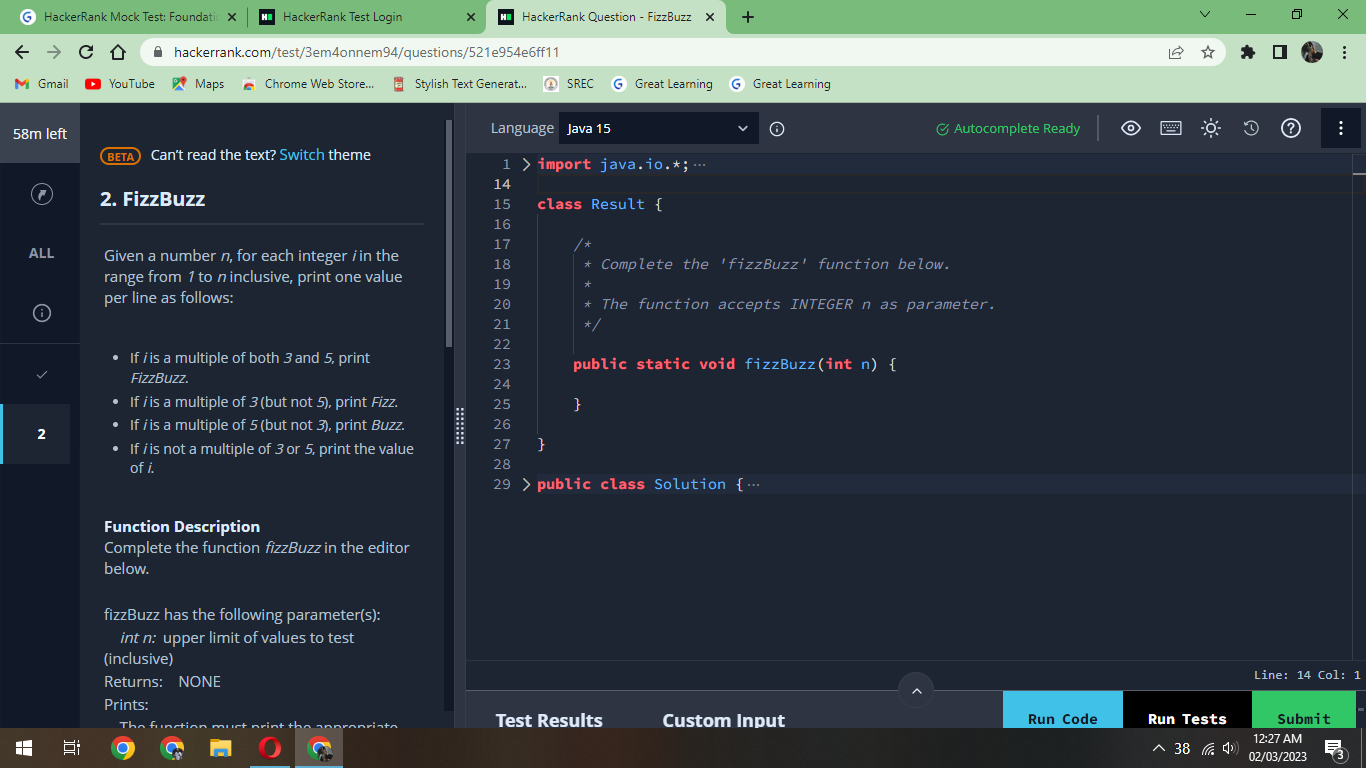 HackerRank Mock Test: Foundati
HackerRank Test Login
HackerRank Question - FizzBuzz
hackerrank.com/test/3em4onnem94/questions/521e954e6ff11
Gmail
YouTube
Maps
Chrome Web Store...
Stylish Text Generat...
SREC
Great Learning
Great Learning
58m left
ALL
2
BETA Can't read the text? Switch theme
2. FizzBuzz
Given a number n, for each integer i in the
range from 1 to n inclusive, print one value
per line as follows:
• If i is a multiple of both 3 and 5, print
FizzBuzz.
• If i is a multiple of 3 (but not 5), print Fizz.
• If i is a multiple of 5 (but not 3), print Buzz.
• If i is not a multiple of 3 or 5, print the value
of i.
Function Description
Complete the function fizzBuzz in the editor
below.
fizzBuzz has the following parameter(s):
int n: upper limit of values to test
(inclusive)
Returns: NONE
Prints:
The function must print the appropriate
Language Java 15
Autocomplete Ready
1 import java.io.*;···
14
15 class Result {
16
17 /*
18 * Complete the 'fizzBuzz' function below.
19 *
20 * The function accepts INTEGER n as parameter.
21 */
22
23 public static void fizzBuzz(int n) {
24
25 }
26
27 }
28
29 public class Solution {···
Line: 14 Col: 1
Test Results
Custom Input
Run Code
Run Tests
Submit
38
12:27 AM
02/03/2023
3